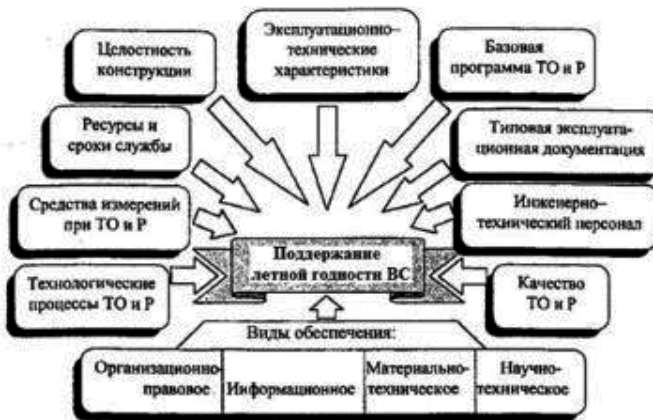 Целостность
конструкции
Эксплуатационно-
технические
характеристики
Базовая
программа ТО и Р
Ресурсы и
сроки службы
Типовая эксплуата-
ционная документация
Средства измерений
при ТО и Р
Инженерно-
технический персонал
Поддержание
летной годности ВС
Технологические
процессы ТО и Р
Качество
ТО и Р
Виды обеспечения:
Организационно-
правовое
Информационное
Материально-
техническое
Научно-
техническое